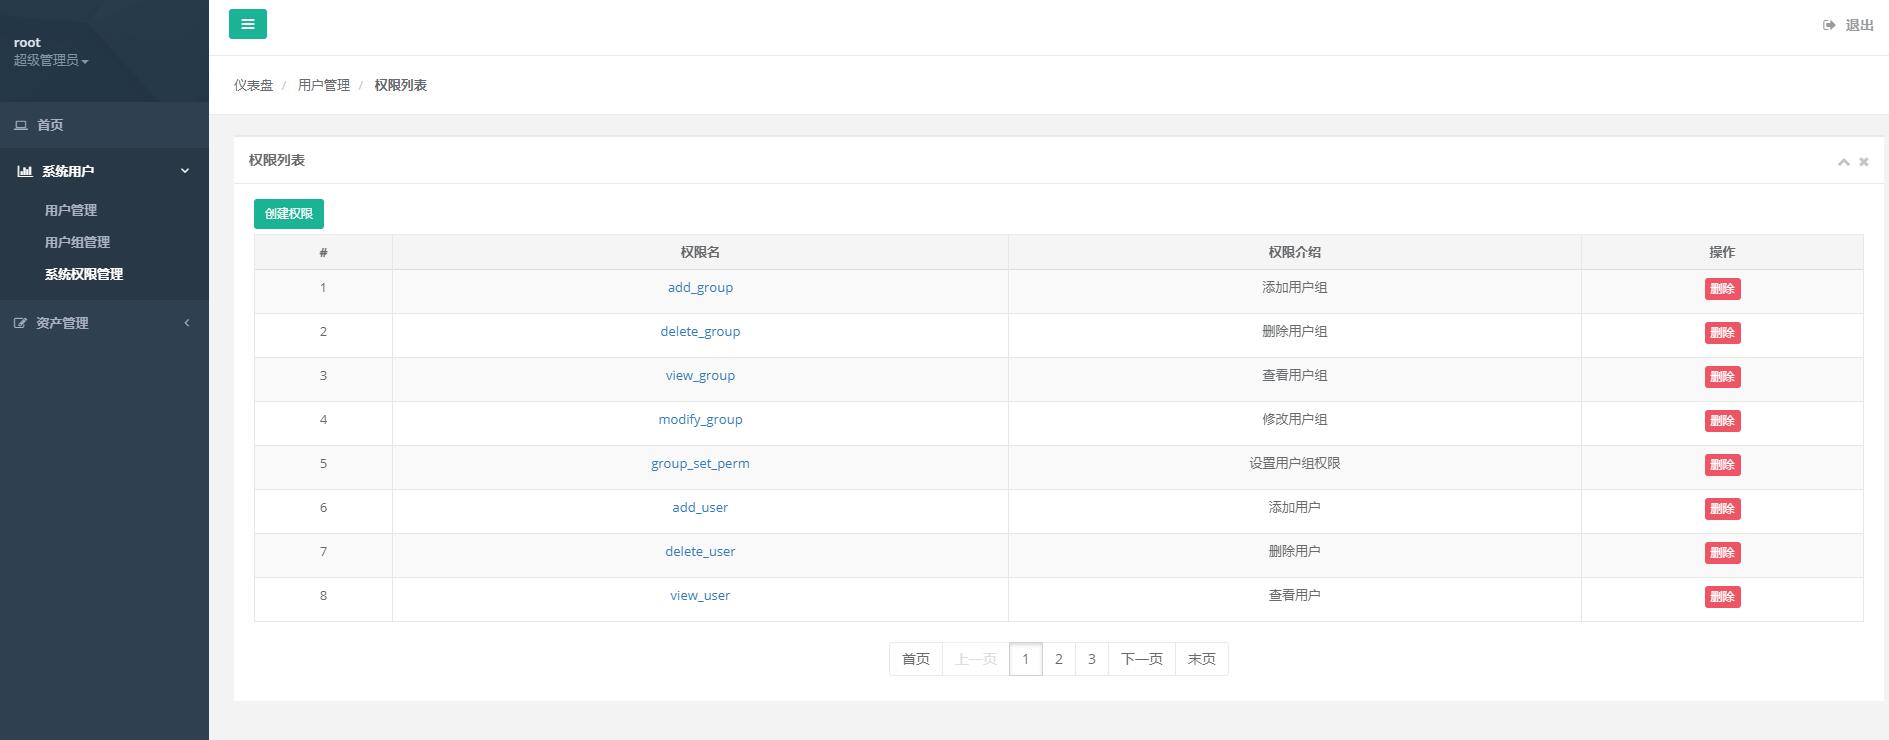 root
超级管理员
首页
系统用户
用户管理
用户组管理
系统权限管理
资产管理
退出
仪表盘 / 用户管理 / 权限列表
权限列表
创建权限
# 权限名 权限介绍 操作
1 add_group 添加用户组 删除
2 delete_group 删除用户组 删除
3 view_group 查看用户组 删除
4 modify_group 修改用户组 删除
5 group_set_perm 设置用户组权限 删除
6 add_user 添加用户 删除
7 delete_user 删除用户 删除
8 view_user 查看用户 删除
首页 上一页 1 2 3 下一页 末页